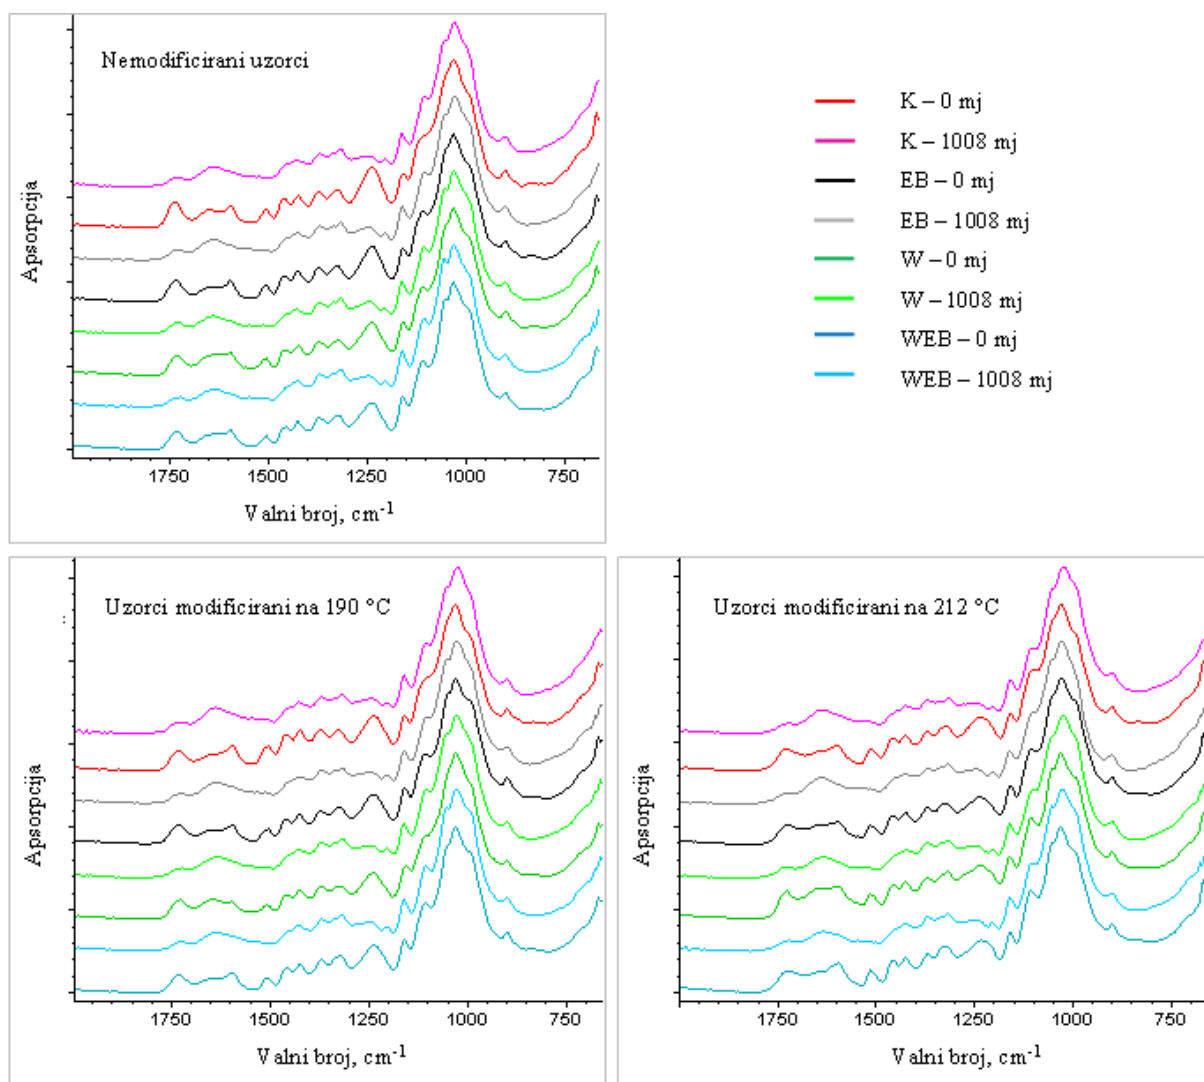 Nemodificirani uzorci
Apsorpcija
1750 1500 1250 1000 750
Valni broj, cm-1
K – 0 mj
K – 1008 mj
EB – 0 mj
EB – 1008 mj
W – 0 mj
W – 1008 mj
WEB – 0 mj
WEB – 1008 mj
Uzorci modificirani na 190 °C
Apsorpcija
1750 1500 1250 1000 750
Valni broj, cm-1
Uzorci modificirani na 212 °C
Apsorpcija
1750 1500 1250 1000 750
Valni broj, cm-1